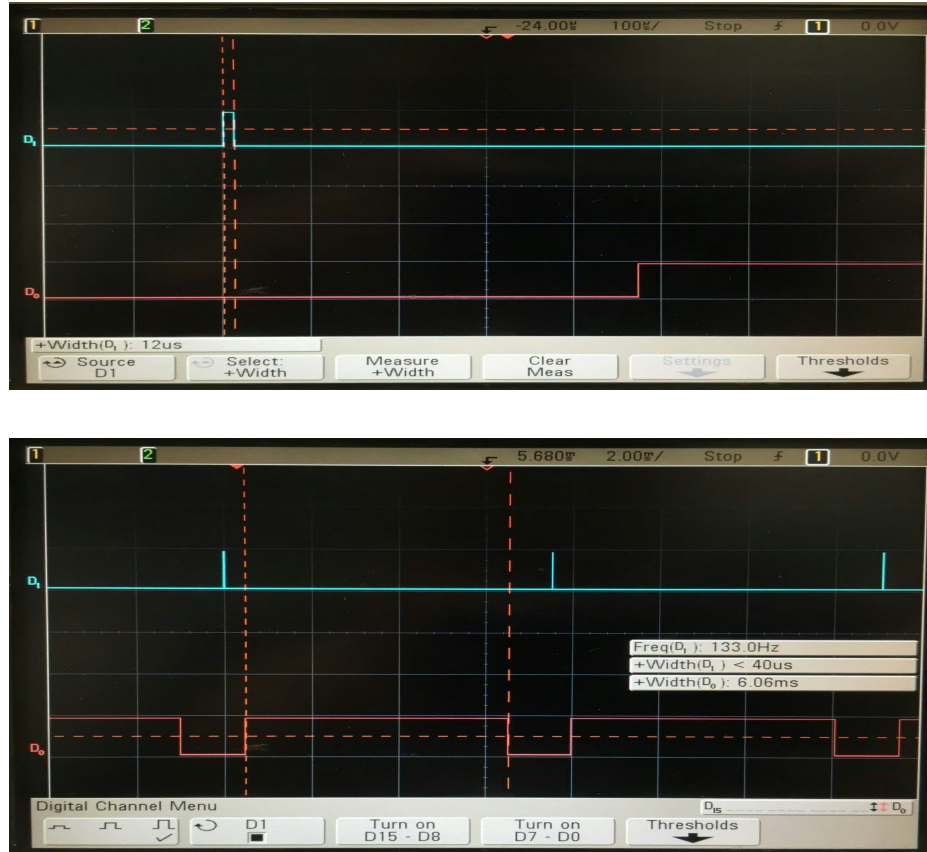 1 2 -24.00us 100us/ Stop 1 0.0V
D1
D0
+Width(D1): 12us
Source Select: Measure Clear Settings Thresholds
D1 +Width +Width Meas
1 2 5.680ms 2.00ms/ Stop 1 0.0V
D1
Freq(D1): 133.0Hz
+Width(D1) < 40us
+Width(D0): 6.06ms
D0
Digital Channel Menu D15 D0
D1 Turn on Turn on Thresholds
D15 - D8 D7 - D0